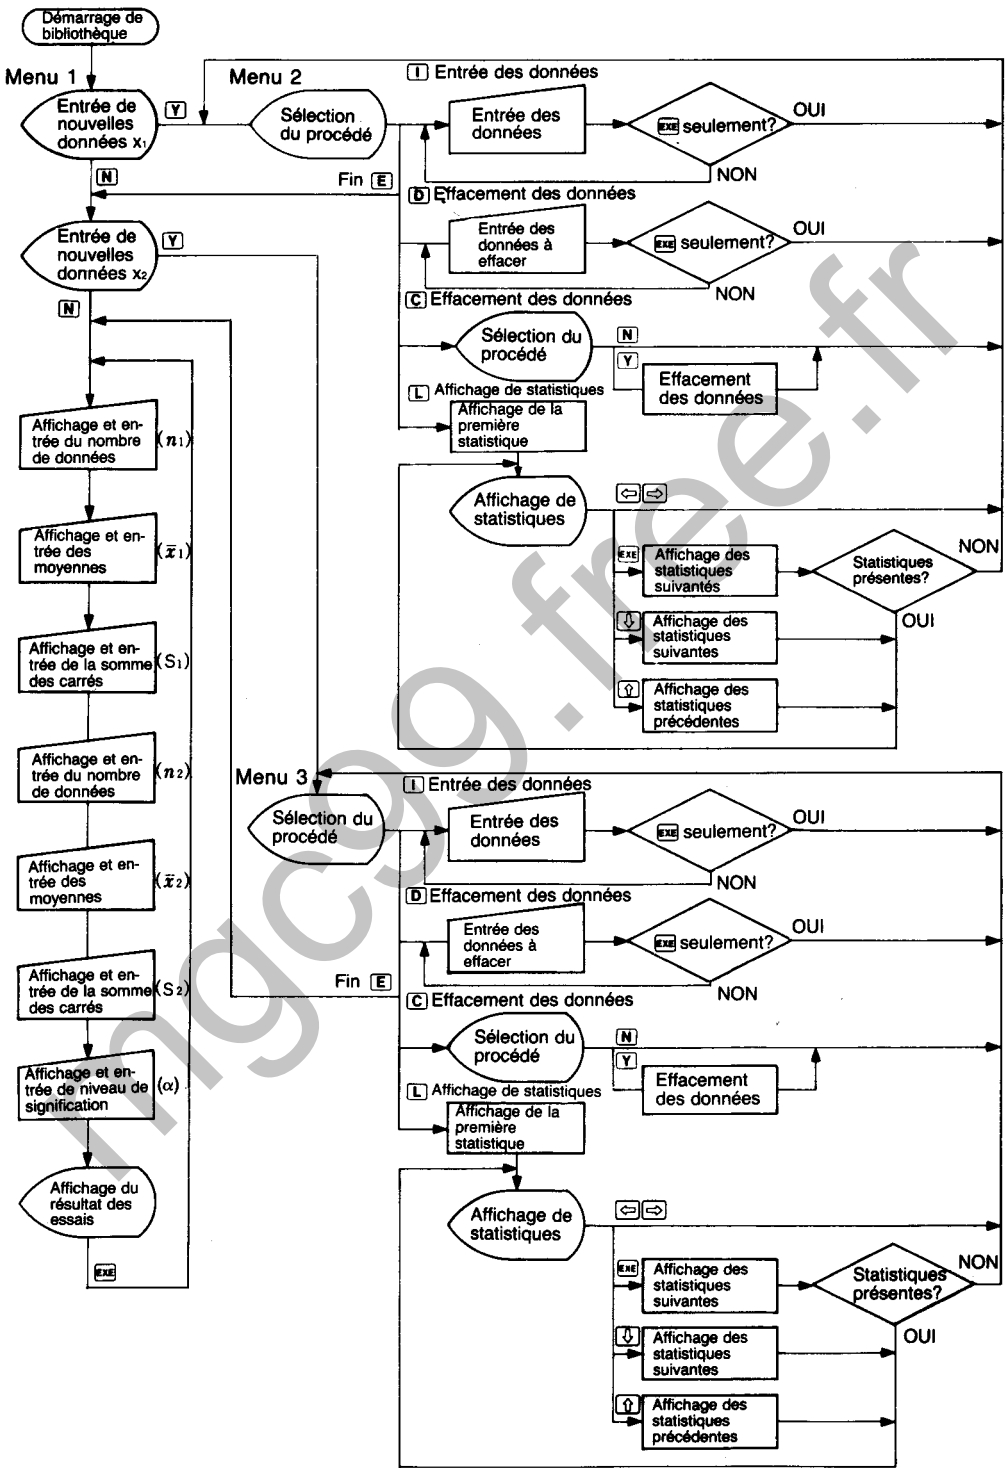 Démarrage de
bibliothèque
Menu 1
Entrée de
nouvelles
données x1
Y
N
Menu 2
Sélection
du procédé
Fin E
I Entrée des données
Entrée des
données
EXE seulement?
OUI
NON
D Effacement des données
Entrée des
données à
effacer
EXE seulement?
OUI
NON
C Effacement des données
Sélection du
procédé
N
Y
Effacement
des données
L Affichage de statistiques
Affichage de la
première
statistique
Affichage de
statistiques
⇦ ⇨
EXE
Affichage des
statistiques
suivantés
Statistiques
présentes?
NON
OUI
⇩
Affichage des
statistiques
suivantes
⇧
Affichage des
statistiques
précédentes
Entrée de
nouvelles
données x2
Y
N
Affichage et en-
trée du nombre
de données
(n1)
Affichage et en-
trée des
moyennes
(x̄1)
Affichage et en-
trée de la somme
des carrés
(S1)
Affichage et en-
trée du nombre
de données
(n2)
Affichage et en-
trée des
moyennes
(x̄2)
Affichage et en-
trée de la somme
des carrés
(S2)
Affichage et en-
trée de niveau de
signification
(α)
Affichage du
résultat des
essais
EXE
Menu 3
Sélection du
procédé
Fin E
I Entrée des données
Entrée des
données
EXE seulement?
OUI
NON
D Effacement des données
Entrée des
données à
effacer
EXE seulement?
OUI
NON
C Effacement des données
Sélection du
procédé
N
Y
Effacement
des données
L Affichage de statistiques
Affichage de la
première
statistique
Affichage de
statistiques
⇦ ⇨
EXE
Affichage des
statistiques
suivantes
Statistiques
présentes?
NON
OUI
⇩
Affichage des
statistiques
suivantes
⇧
Affichage des
statistiques
précédentes
mgc99.free.fr